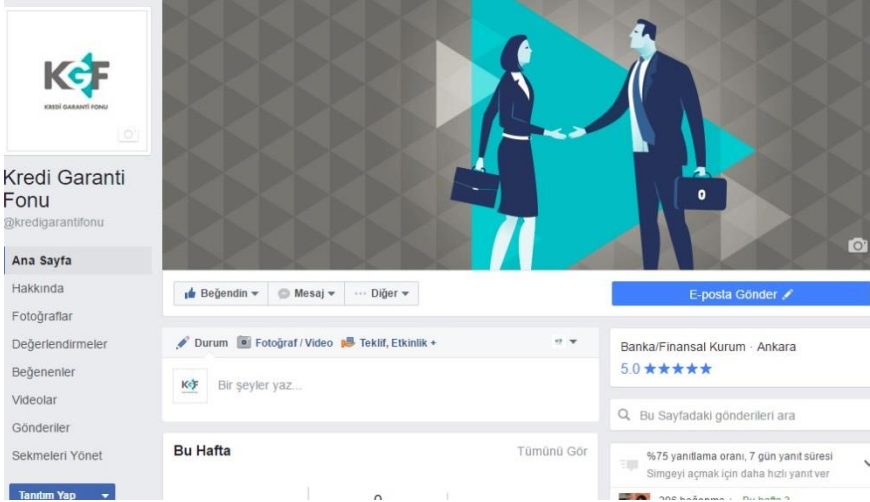 KGF
KREDİ GARANTİ FONU
Kredi Garanti
Fonu
@kredigarantifonu
Ana Sayfa
Hakkında
Fotoğraflar
Değerlendirmeler
Beğenenler
Videolar
Gönderiler
Sekmeleri Yönet
Tanıtım Yap
Beğendin
Mesaj
··· Diğer
E-posta Gönder
Durum
Fotoğraf / Video
Teklif, Etkinlik +
KGF
Bir şeyler yaz...
Bu Hafta
Tümünü Gör
0
Banka/Finansal Kurum · Ankara
5.0 ★★★★★
Bu Sayfadaki gönderileri ara
%75 yanıtlama oranı, 7 gün yanıt süresi
Simgeyi açmak için daha hızlı yanıt ver